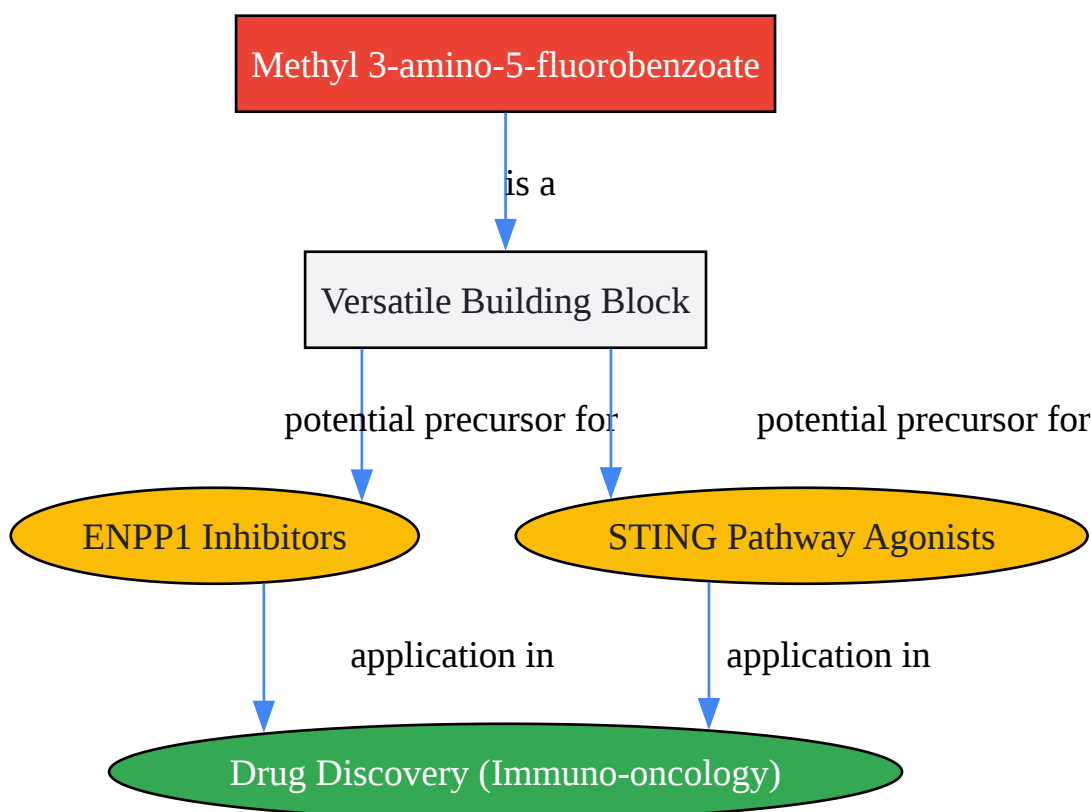 Methyl 3-amino-5-fluorobenzoate
is a
Versatile Building Block
potential precursor for
potential precursor for
ENPP1 Inhibitors
STING Pathway Agonists
application in
application in
Drug Discovery (Immuno-oncology)